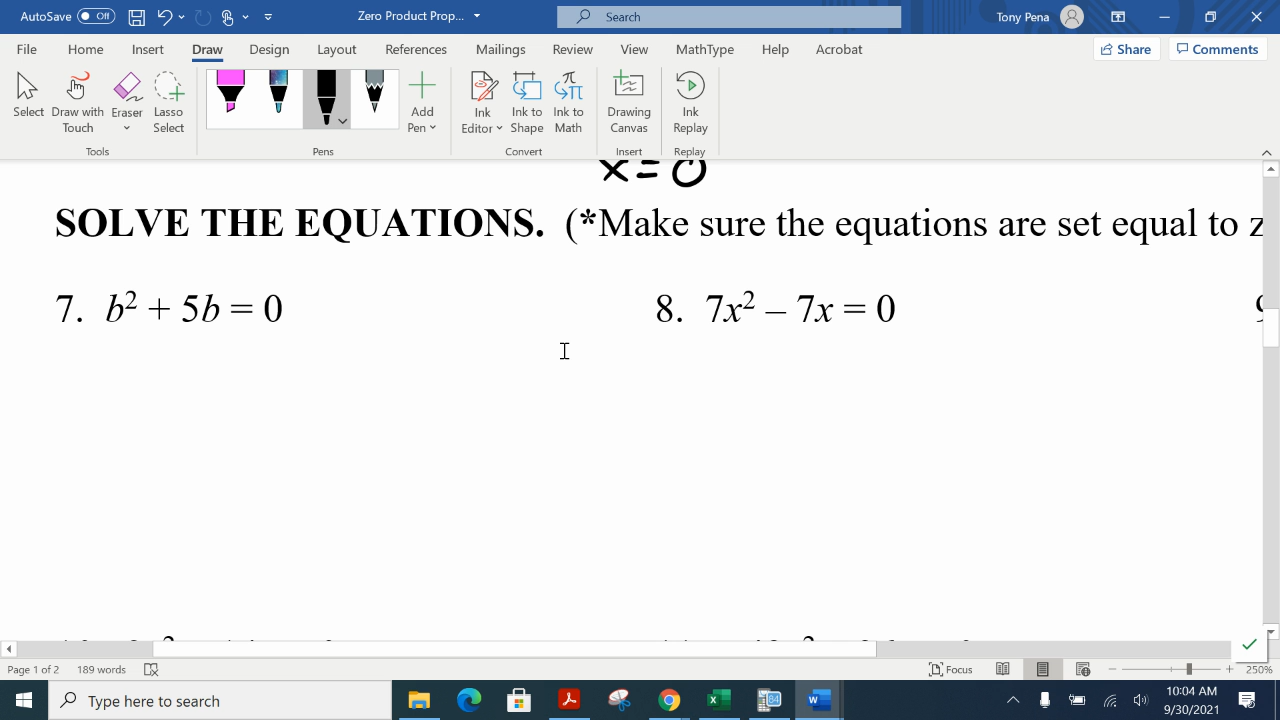 AutoSave Off Zero Product Prop... Search Tony Pena
File Home Insert Draw Design Layout References Mailings Review View MathType Help Acrobat Share Comments
Select Draw with Touch Eraser Lasso Select Add Pen Ink Editor Ink to Shape Ink to Math Drawing Canvas Ink Replay
Tools Pens Convert Insert Replay
x = 0
SOLVE THE EQUATIONS. (*Make sure the equations are set equal to z
7. b² + 5b = 0 8. 7x² – 7x = 0 9
Page 1 of 2 189 words Focus 250%
Type here to search 10:04 AM
9/30/2021